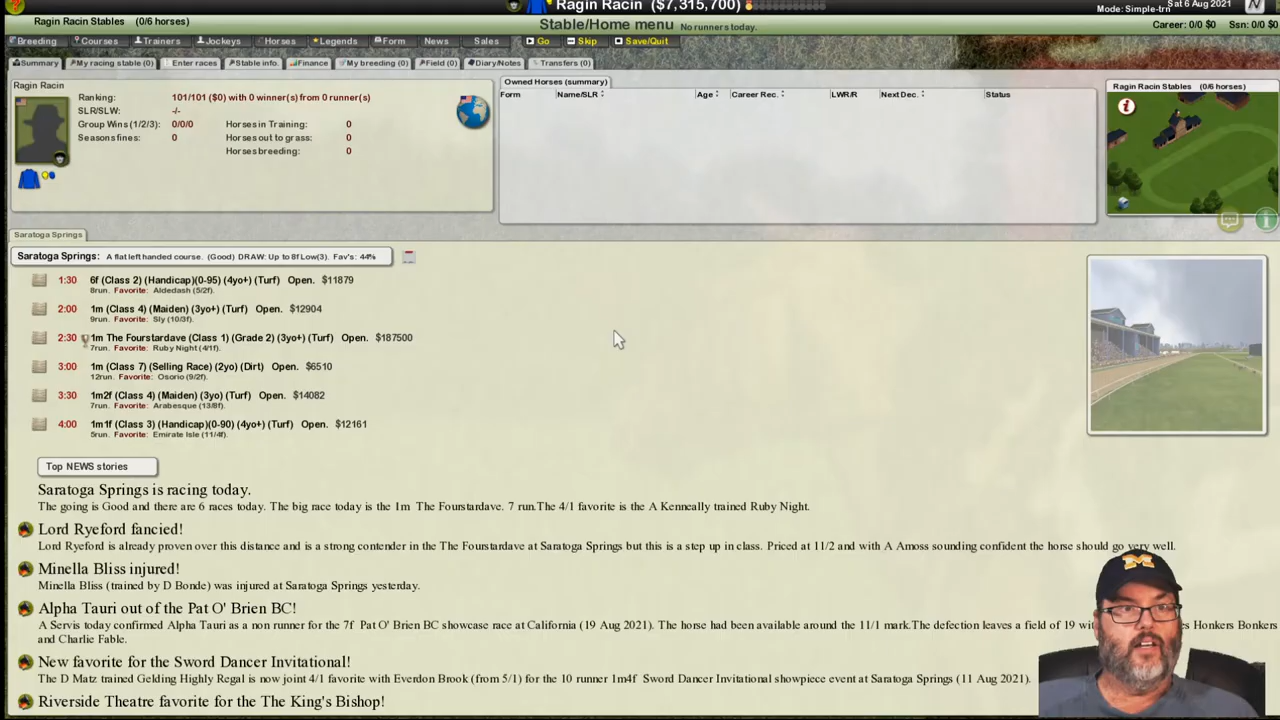 Ragin Racin ($7,315,700)
Mode: Simple-trn
Sat 6 Aug 2021
Ragin Racin Stables (0/6 horses)
Stable/Home menu
No runners today.
Career: 0/0 $0 Ssn: 0/0 $0
Breeding Courses Trainers Jockeys Horses Legends Form News Sales Go Skip Save/Quit
Summary My racing stable (0) Enter races Stable info. Finance My breeding (0) Field (0) Diary/Notes Transfers (0)
Ragin Racin
Ranking: 101/101 ($0) with 0 winner(s) from 0 runner(s)
SLR/SLW: -/-
Group Wins (1/2/3): 0/0/0 Horses in Training: 0
Seasons fines: 0 Horses out to grass: 0
Horses breeding: 0
Owned Horses (summary)
Form Name/SLR Age Career Rec. LWR/R Next Dec. Status
Ragin Racin Stables (0/6 horses)
Saratoga Springs
Saratoga Springs: A flat left handed course. (Good) DRAW: Up to 8f Low(3). Fav's: 44%
1:30 6f (Class 2) (Handicap)(0-95) (4yo+) (Turf) Open. $11879
8run. Favorite: Aldedash (5/2f).
2:00 1m (Class 4) (Maiden) (3yo+) (Turf) Open. $12904
9run. Favorite: Sly (10/3f).
2:30 1m The Fourstardave (Class 1) (Grade 2) (3yo+) (Turf) Open. $187500
7run. Favorite: Ruby Night (4/1f).
3:00 1m (Class 7) (Selling Race) (2yo) (Dirt) Open. $6510
12run. Favorite: Osorio (9/2f).
3:30 1m2f (Class 4) (Maiden) (3yo) (Turf) Open. $14082
7run. Favorite: Arabesque (13/8f).
4:00 1m1f (Class 3) (Handicap)(0-90) (4yo+) (Turf) Open. $12161
5run. Favorite: Emirate Isle (11/4f).
Top NEWS stories
Saratoga Springs is racing today.
The going is Good and there are 6 races today. The big race today is the 1m The Fourstardave. 7 run.The 4/1 favorite is the A Kenneally trained Ruby Night.
Lord Ryeford fancied!
Lord Ryeford is already proven over this distance and is a strong contender in the The Fourstardave at Saratoga Springs but this is a step up in class. Priced at 11/2 and with A Amoss sounding confident the horse should go very well.
Minella Bliss injured!
Minella Bliss (trained by D Bonde) was injured at Saratoga Springs yesterday.
Alpha Tauri out of the Pat O' Brien BC!
A Servis today confirmed Alpha Tauri as a non runner for the 7f Pat O' Brien BC showcase race at California (19 Aug 2021). The horse had been available around the 11/1 mark.The defection leaves a field of 19 Honkers Bonkers
and Charlie Fable.
New favorite for the Sword Dancer Invitational!
The D Matz trained Gelding Highly Regal is now joint 4/1 favorite with Everdon Brook (from 5/1) for the 10 runner 1m4f Sword Dancer Invitational showpiece event at Saratoga Springs (11 Aug 2021).
Riverside Theatre favorite for the The King's Bishop!